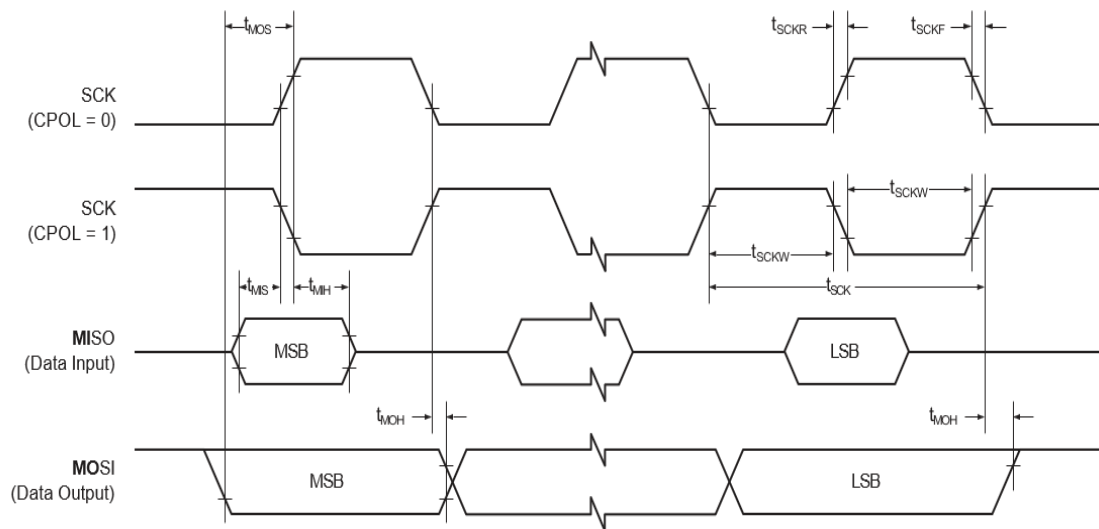 tMOS
tSCKR
tSCKF
SCK
(CPOL = 0)
SCK
(CPOL = 1)
tSCKW
tSCKW
tSCK
tMIS
tMIH
MISO
(Data Input)
MSB
LSB
tMOH
tMOH
MOSI
(Data Output)
MSB
LSB